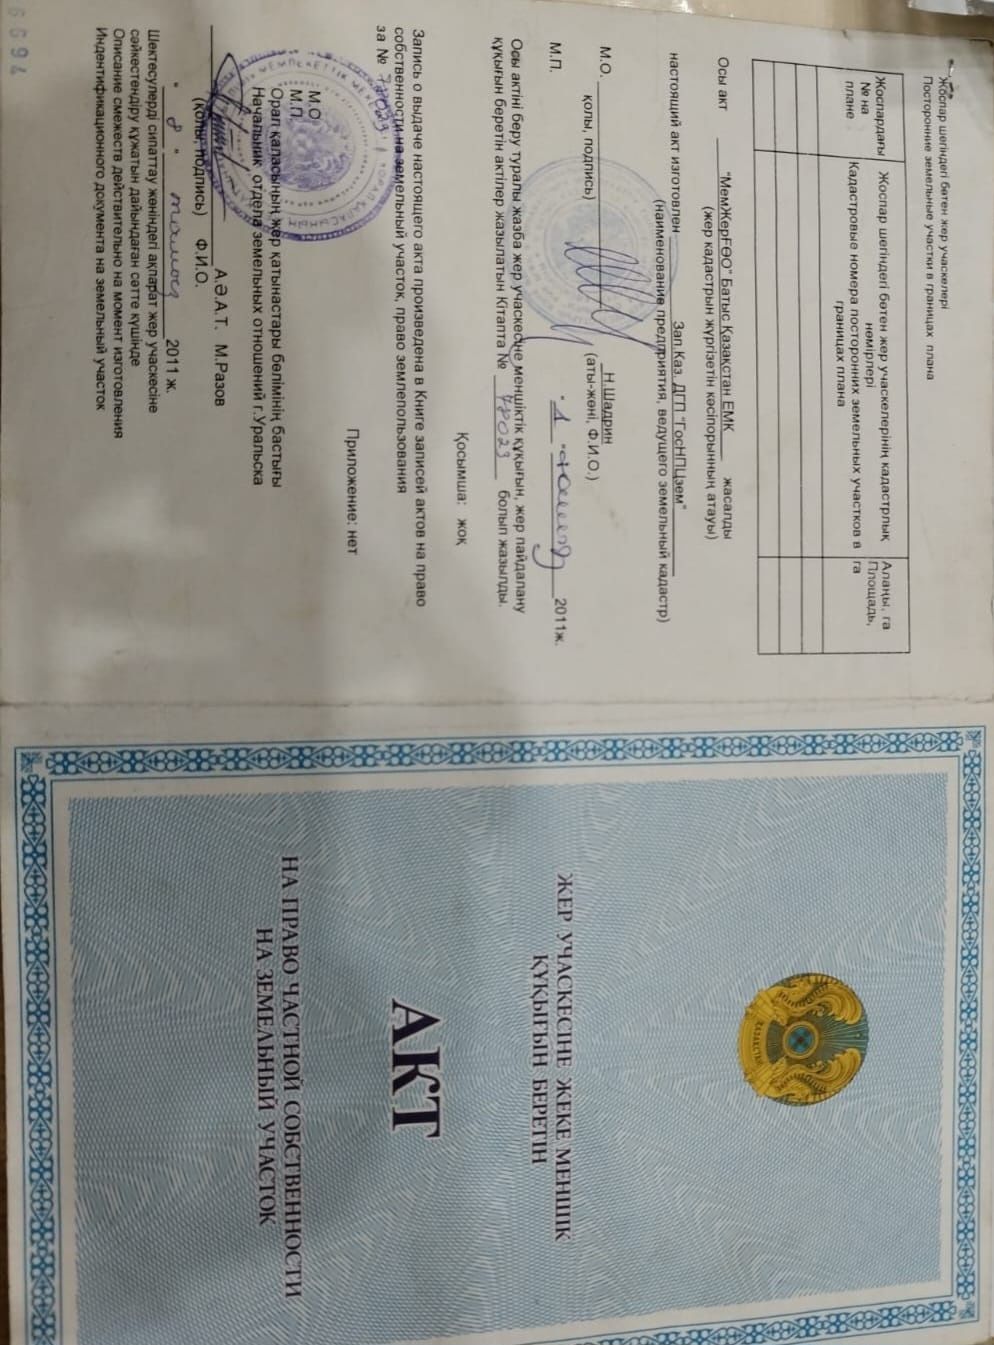 Жоспар шегіндегі бөтен жер учаскелері
Посторонние земельные участки в границах плана
Жоспардағы № на плане
Жоспар шегіндегі бөтен жер учаскелерінің кадастрлық нөмірлері
Кадастровые номера посторонних земельных участков в границах плана
Алаңы, га
Площадь, га
Осы акт "МемЖерҒӨО" Батыс Қазақстан ЕМК жасалды
(жер кадастрын жүргізетін кәсіпорынның атауы)
настоящий акт изготовлен Зап.Каз. ДГП "ГосНПЦзем"
(наименование предприятия, ведущего земельный кадастр)
М.О. Н.Шадрин
қолы, подпись) (аты-жөні, Ф.И.О.)
М.П. 2011ж.
Осы актіні беру туралы жазба жер учаскесіне меншіктік құқығын, жер пайдалану
құқығын беретін актілер жазылатын Кітапта № 78023 болып жазылды.
Қосымша: жоқ
Запись о выдаче настоящего акта произведена в Книге записей актов на право
собственности на земельный участок, право землепользования
за № 78023
Приложение: нет
М.О
М.П.
Орал қаласының жер қатынастары бөлімінің бастығы
Начальник отдела земельных отношений г.Уральска
А.Ә.А.Т. М.Разов
(қолы, подпись) Ф.И.О.
" 8 " тамыз 2011 ж.
Шектесулерді сипаттау жөніндегі ақпарат жер учаскесіне
сәйкестендіру құжатын дайындаған сәтте күшінде
Описание смежеств действительно на момент изготовления
Индентификационного документа на земельный участок
ҚАЗАҚСТАН
ЖЕР УЧАСКЕСІНЕ ЖЕКЕ МЕНШІК
ҚҰҚЫҒЫН БЕРЕТІН
АКТ
НА ПРАВО ЧАСТНОЙ СОБСТВЕННОСТИ
НА ЗЕМЕЛЬНЫЙ УЧАСТОК